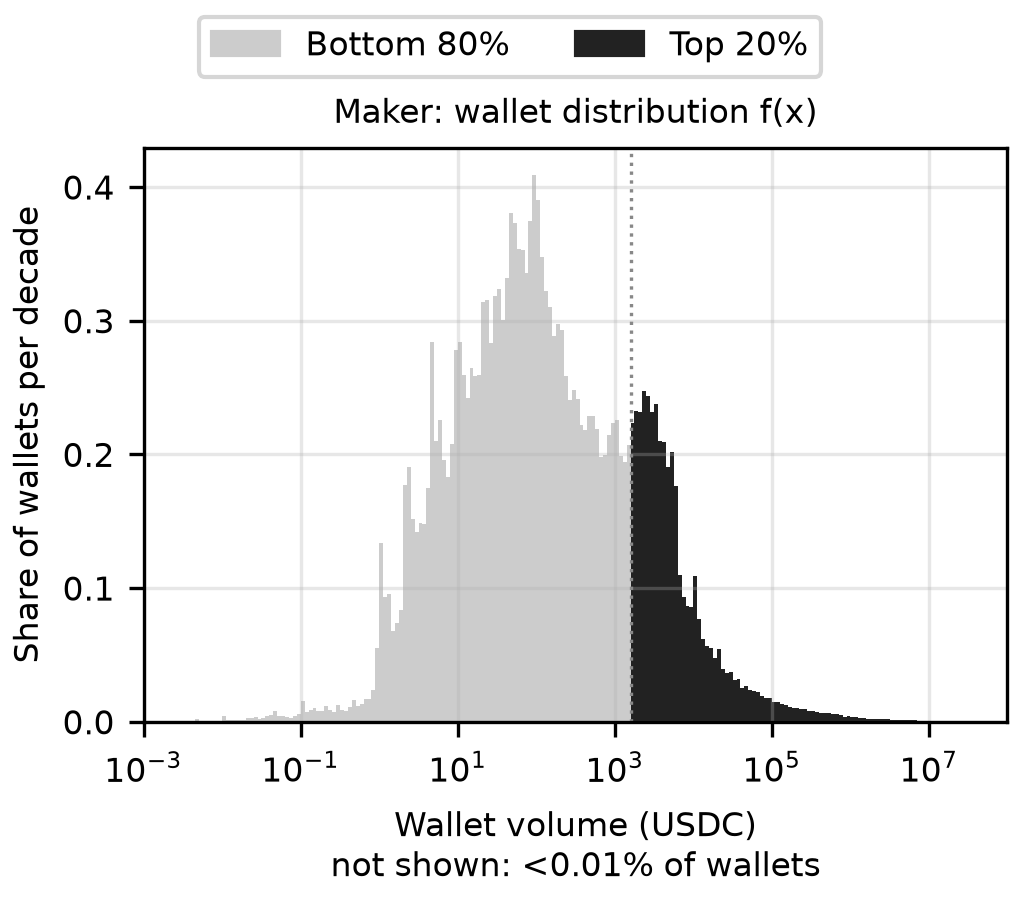 Bottom 80% Top 20%
Maker: wallet distribution f(x)
Share of wallets per decade
0.4
0.3
0.2
0.1
0.0
10⁻³ 10⁻¹ 10¹ 10³ 10⁵ 10⁷
Wallet volume (USDC)
not shown: <0.01% of wallets